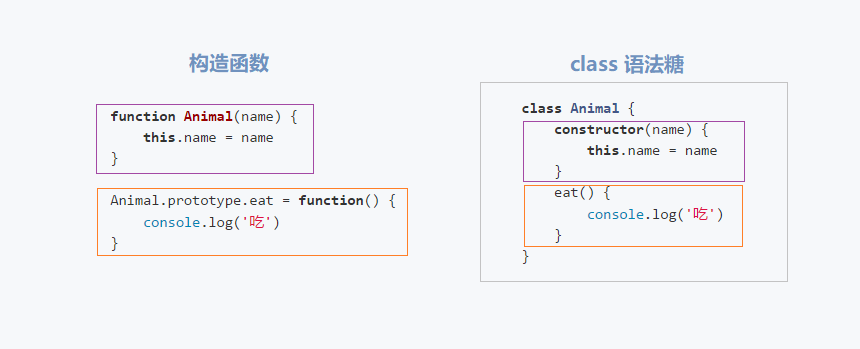 构造函数
function Animal(name) {
    this.name = name
}
Animal.prototype.eat = function() {
    console.log('吃')
}
class 语法糖
class Animal {
    constructor(name) {
        this.name = name
    }
    eat() {
        console.log('吃')
    }
}